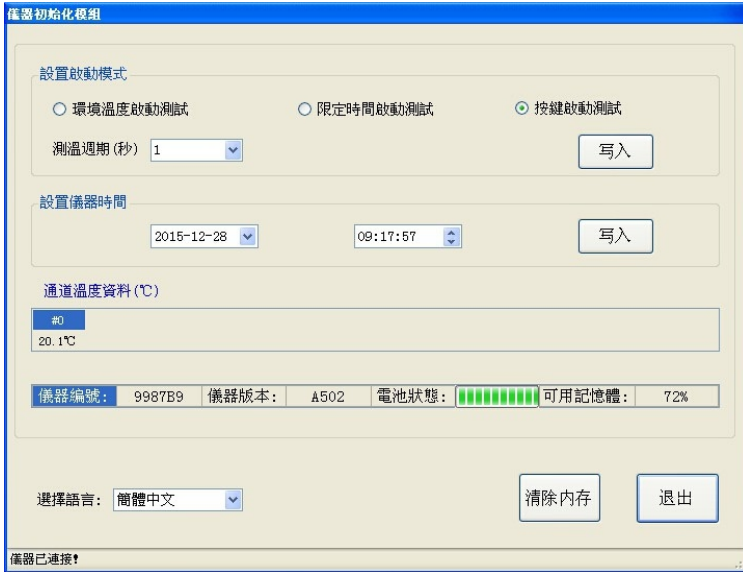 儀器初始化模組
設置啟動模式
環境溫度啟動測試 限定時間啟動測試 按鍵啟動測試
測溫週期(秒) 1 写入
設置儀器時間
2015-12-28 09:17:57 写入
通道溫度資料(℃)
#0
20.1℃
儀器編號: 9987B9 儀器版本: A502 電池狀態: 可用記憶體: 72%
選擇語言: 簡體中文 清除内存 退出
儀器已連接!